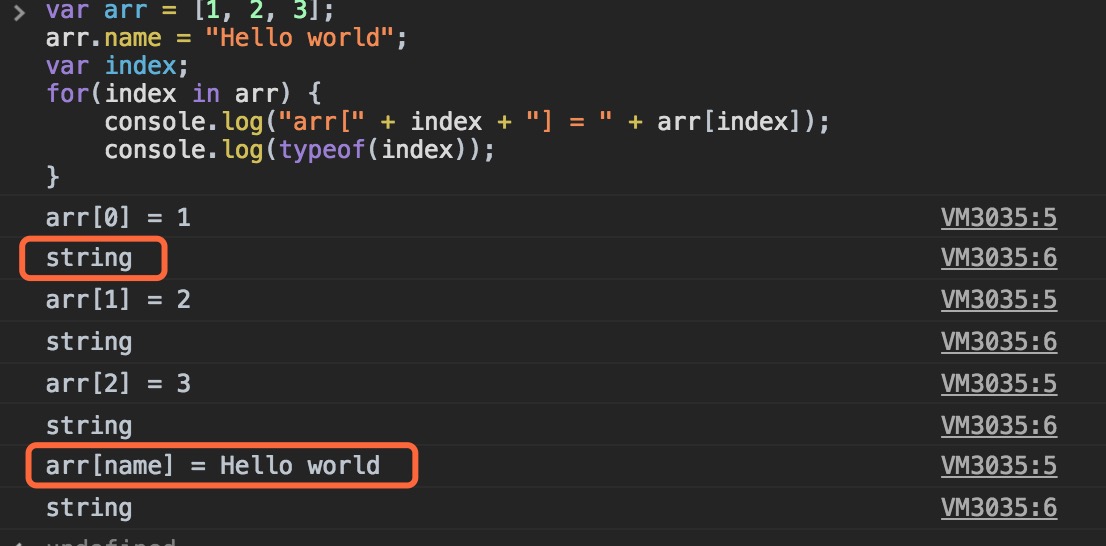 > var arr = [1, 2, 3];
arr.name = "Hello world";
var index;
for(index in arr) {
    console.log("arr[" + index + "] = " + arr[index]);
    console.log(typeof(index));
}
arr[0] = 1 VM3035:5
string VM3035:6
arr[1] = 2 VM3035:5
string VM3035:6
arr[2] = 3 VM3035:5
string VM3035:6
arr[name] = Hello world VM3035:5
string VM3035:6
undefined